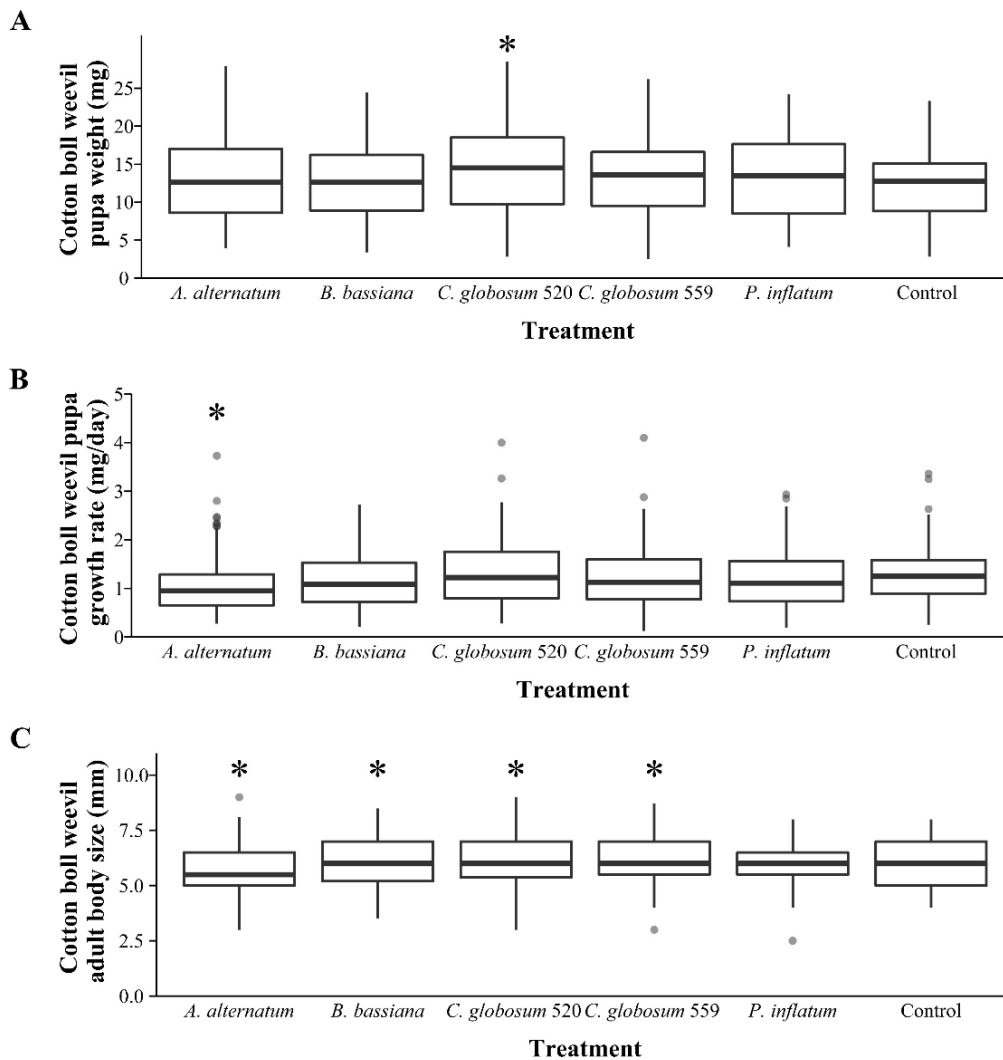 A
*
Cotton boll weevil
pupa weight (mg)
25
20
15
10
5
0
A. alternatum B. bassiana C. globosum 520 C. globosum 559 P. inflatum Control
Treatment
B
*
Cotton boll weevil pupa
growth rate (mg/day)
5
4
3
2
1
0
A. alternatum B. bassiana C. globosum 520 C. globosum 559 P. inflatum Control
Treatment
C
* * * *
Cotton boll weevil
adult body size (mm)
10.0
7.5
5.0
2.5
0.0
A. alternatum B. bassiana C. globosum 520 C. globosum 559 P. inflatum Control
Treatment